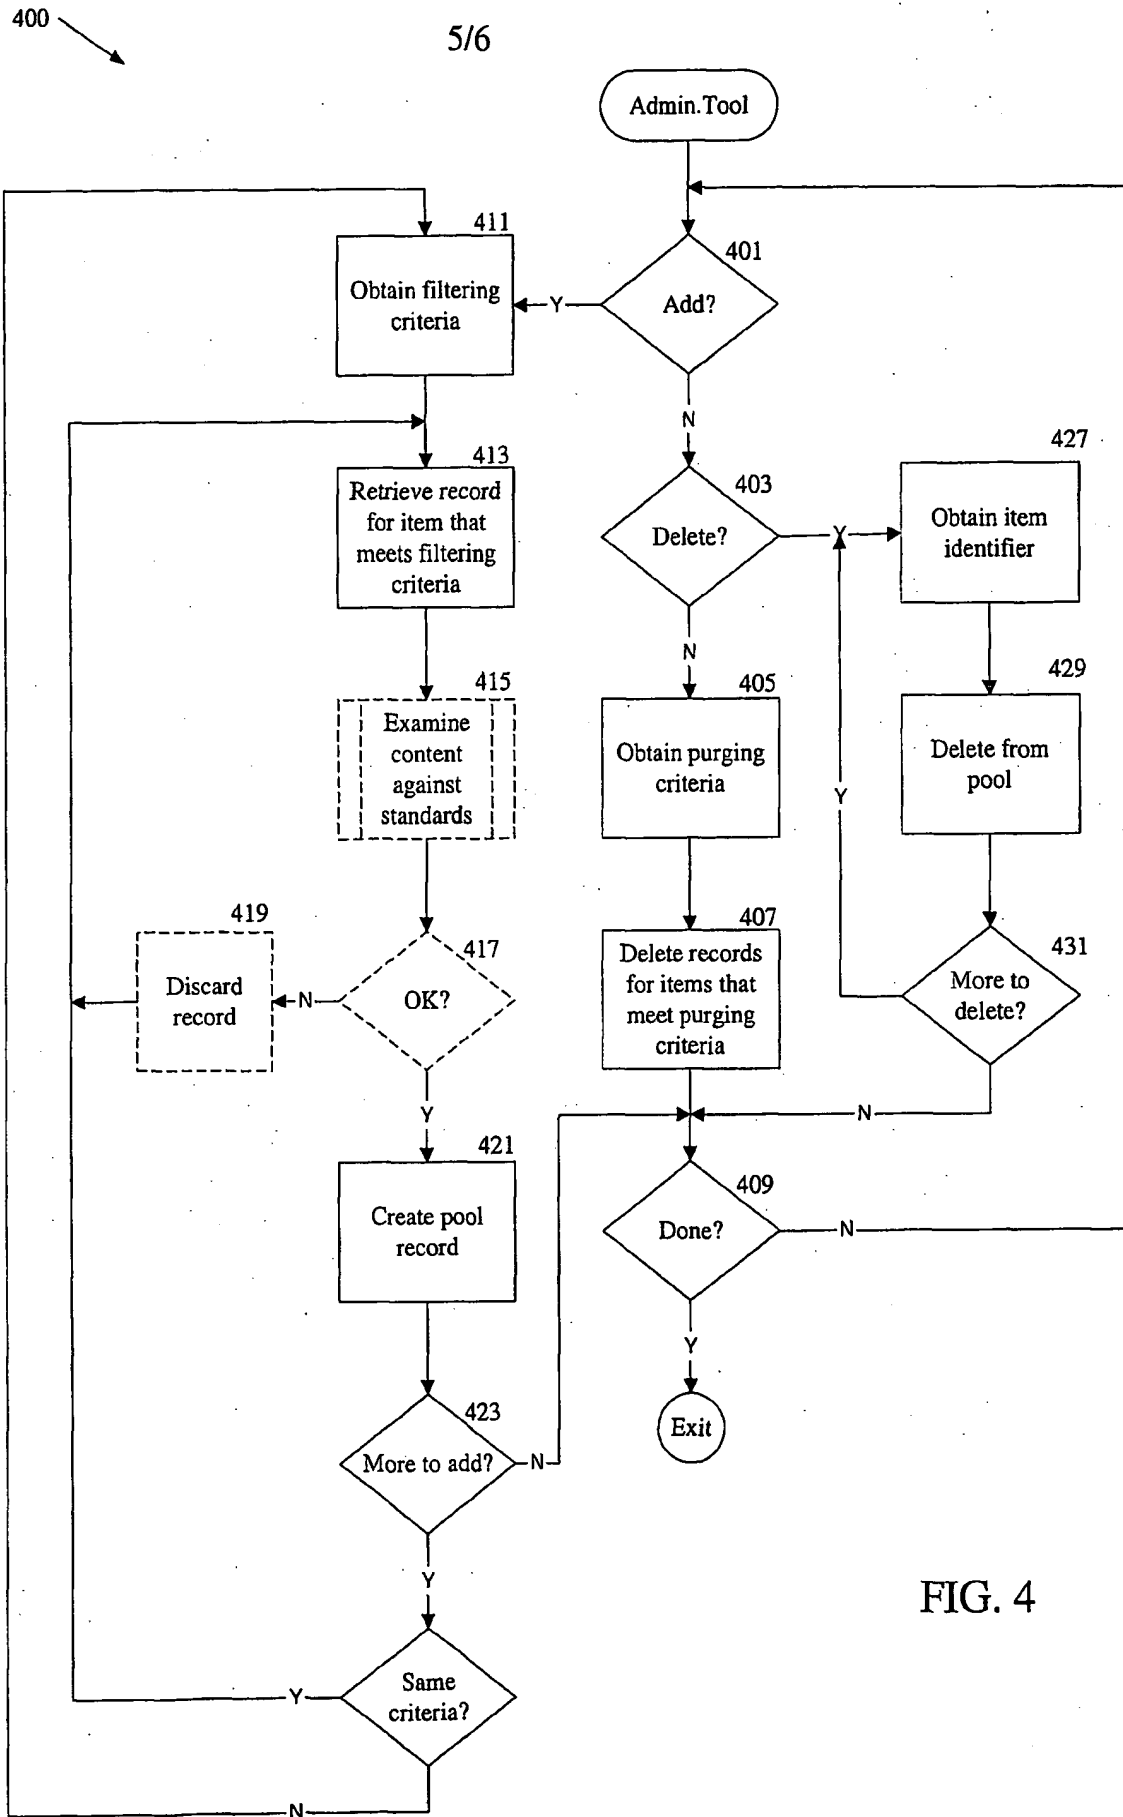 400
5/6
Admin.Tool
411
Obtain filtering
criteria
Y
401
Add?
N
413
Retrieve record
for item that
meets filtering
criteria
403
Delete?
Y
427
Obtain item
identifier
N
415
Examine
content
against
standards
405
Obtain purging
criteria
429
Delete from
pool
Y
419
Discard
record
N
417
OK?
407
Delete records
for items that
meet purging
criteria
431
More to
delete?
Y
N
421
Create pool
record
409
Done?
N
Y
Exit
423
More to add?
N
Y
FIG. 4
Same
criteria?
Y
N